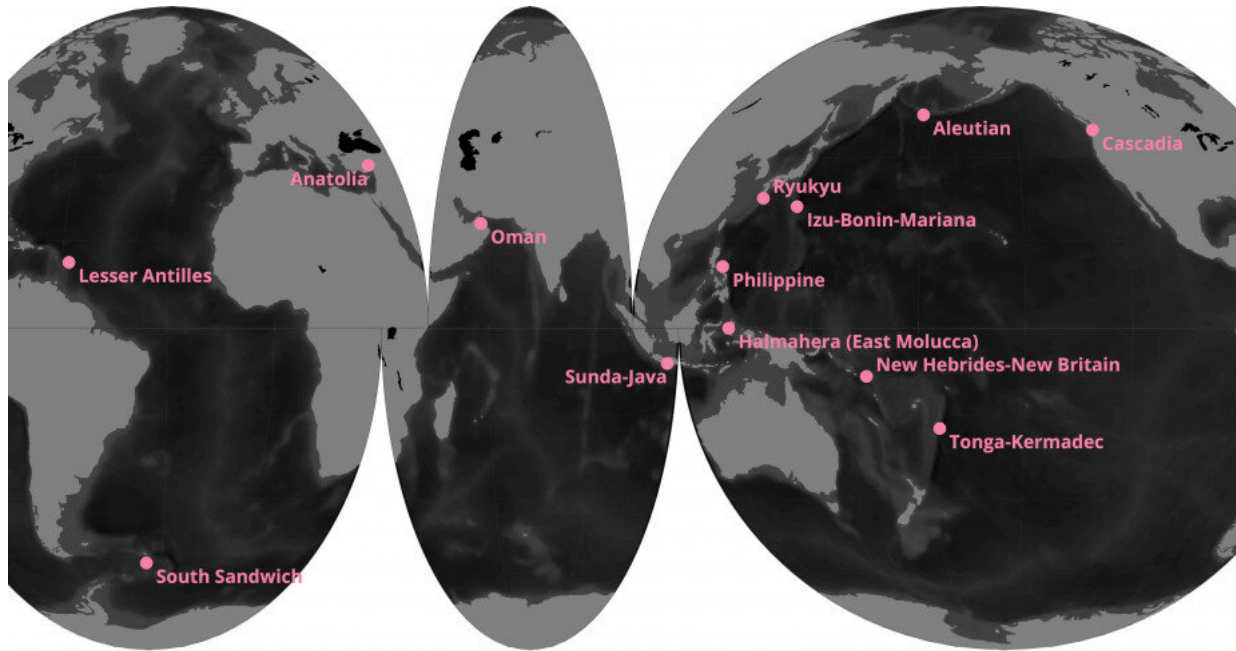 Aleutian
Cascadia
Anatolia
Ryukyu
Izu-Bonin-Mariana
Oman
Lesser Antilles
Philippine
Halmahera (East Molucca)
New Hebrides-New Britain
Sunda-Java
Tonga-Kermadec
South Sandwich